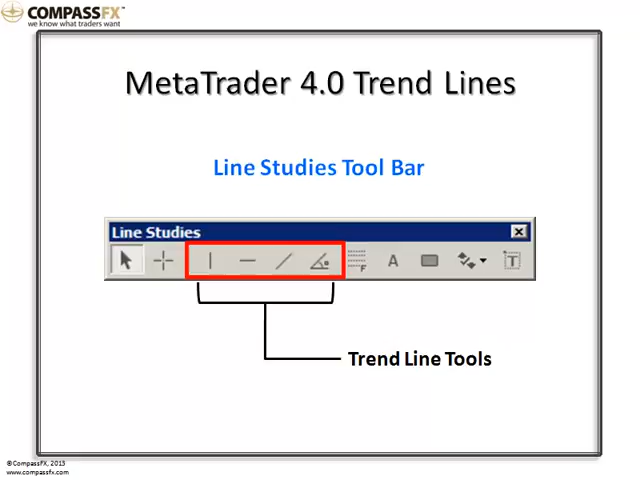 COMPASSFX
we know what traders want
MetaTrader 4.0 Trend Lines
Line Studies Tool Bar
Line Studies
F A T
Trend Line Tools
©CompassFX, 2013
www.compassfx.com